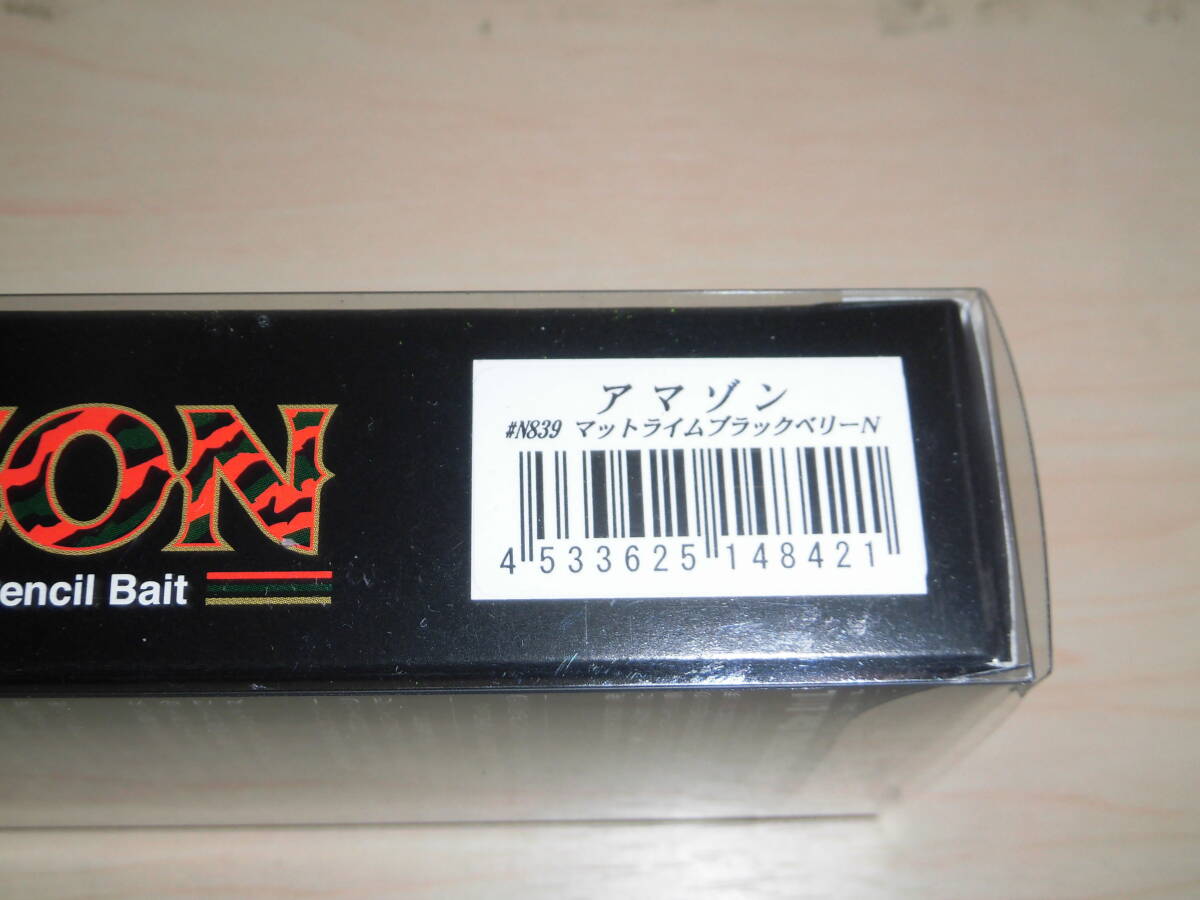 ZON
encil Bait
アマゾン
#N839 マットライムブラックベリーN
4 533625 148421